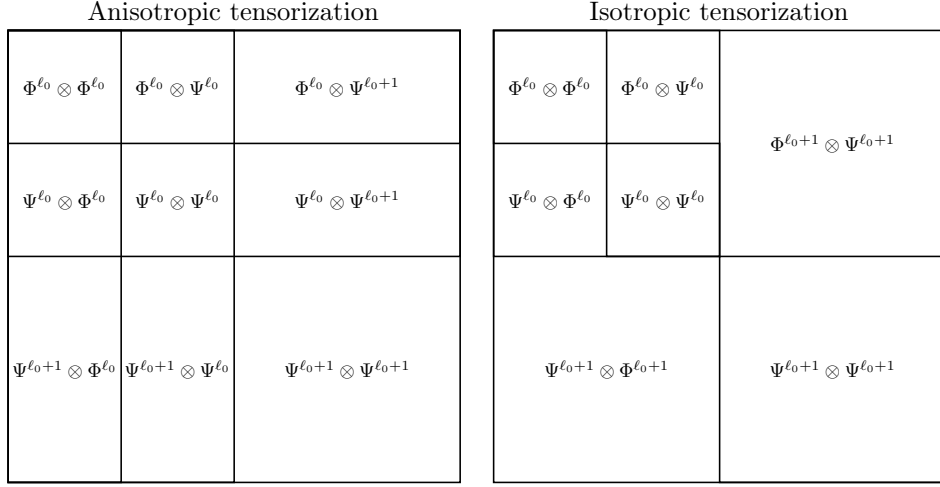 Anisotropic tensorization
Φ^{ℓ₀} ⊗ Φ^{ℓ₀}
Φ^{ℓ₀} ⊗ Ψ^{ℓ₀}
Φ^{ℓ₀} ⊗ Ψ^{ℓ₀+1}
Ψ^{ℓ₀} ⊗ Φ^{ℓ₀}
Ψ^{ℓ₀} ⊗ Ψ^{ℓ₀}
Ψ^{ℓ₀} ⊗ Ψ^{ℓ₀+1}
Ψ^{ℓ₀+1} ⊗ Φ^{ℓ₀}
Ψ^{ℓ₀+1} ⊗ Ψ^{ℓ₀}
Ψ^{ℓ₀+1} ⊗ Ψ^{ℓ₀+1}
Isotropic tensorization
Φ^{ℓ₀} ⊗ Φ^{ℓ₀}
Φ^{ℓ₀} ⊗ Ψ^{ℓ₀}
Φ^{ℓ₀+1} ⊗ Ψ^{ℓ₀+1}
Ψ^{ℓ₀} ⊗ Φ^{ℓ₀}
Ψ^{ℓ₀} ⊗ Ψ^{ℓ₀}
Ψ^{ℓ₀+1} ⊗ Φ^{ℓ₀+1}
Ψ^{ℓ₀+1} ⊗ Ψ^{ℓ₀+1}